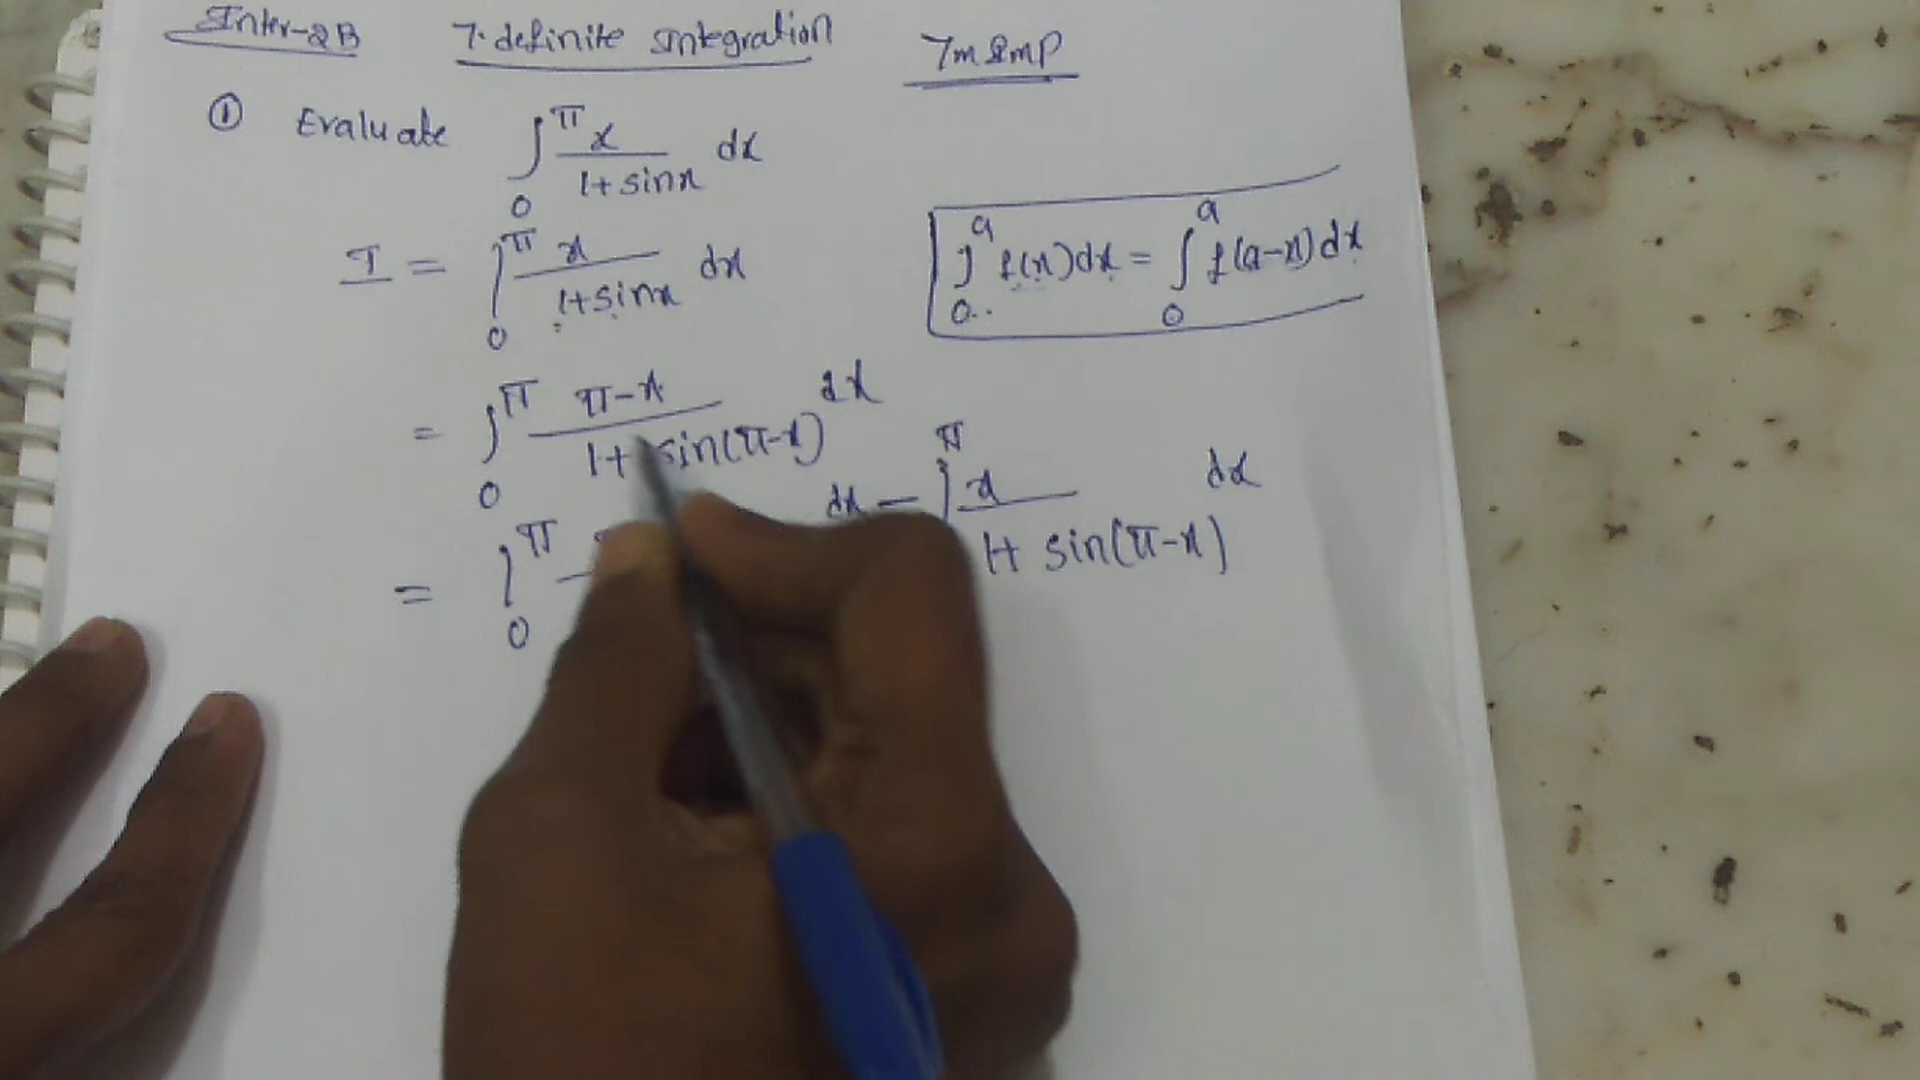 Inter-2B 7. definite Integration 7m Imp
① Evaluate ∫₀^π x/(1+sinx) dx
I = ∫₀^π x/(1+sinx) dx
∫₀^a f(x)dx = ∫₀^a f(a-x)dx
= ∫₀^π (π-x)/(1+sin(π-x)) dx
= ∫₀^π dx - ∫^π x/(1+sin(π-x)) dx